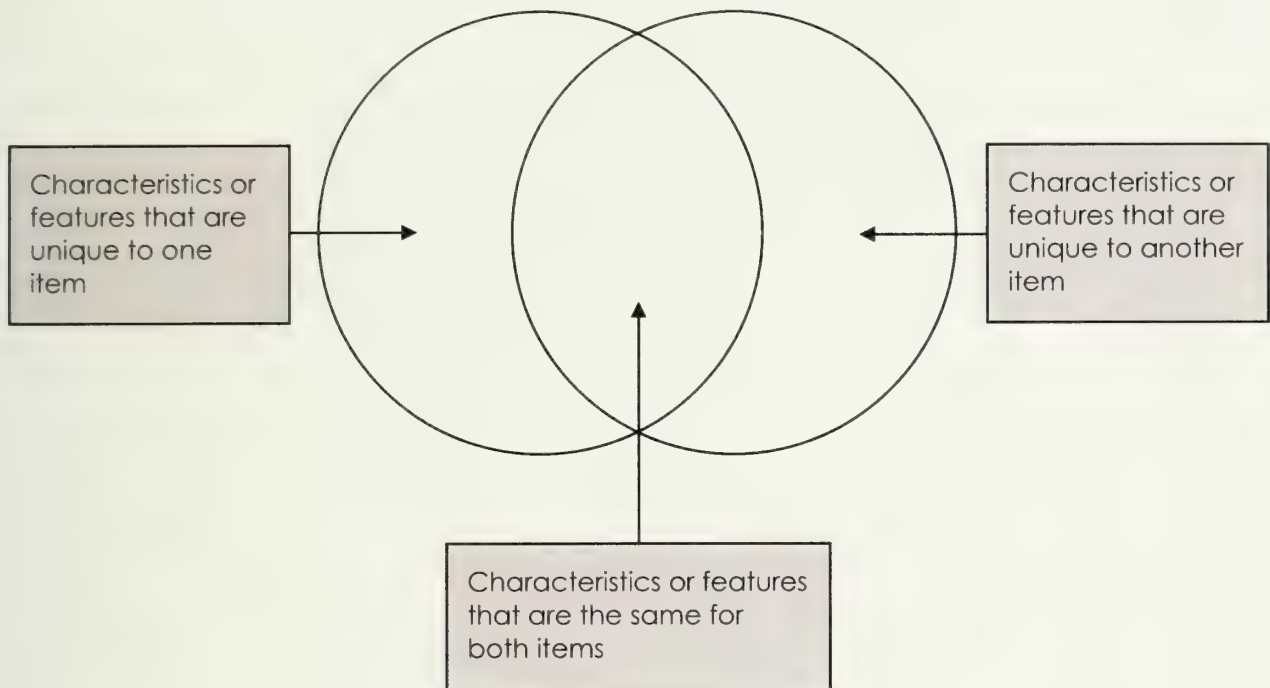 Characteristics or
features that are
unique to one
item
Characteristics or
features that are
unique to another
item
Characteristics or features
that are the same for
both items